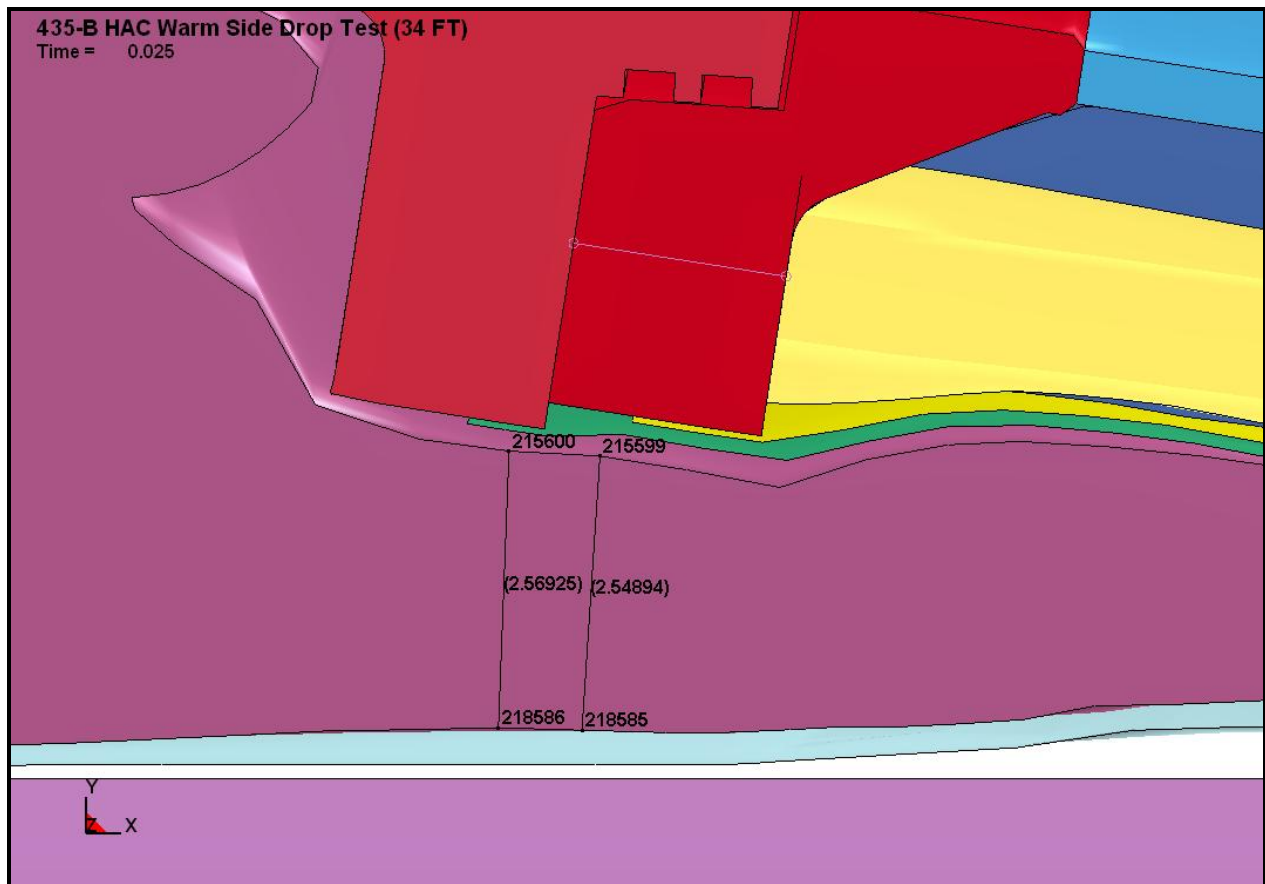 435-B HAC Warm Side Drop Test (34 FT)
Time = 0.025
215600 215599
(2.56925) (2.54894)
218586 218585
Y
Z X